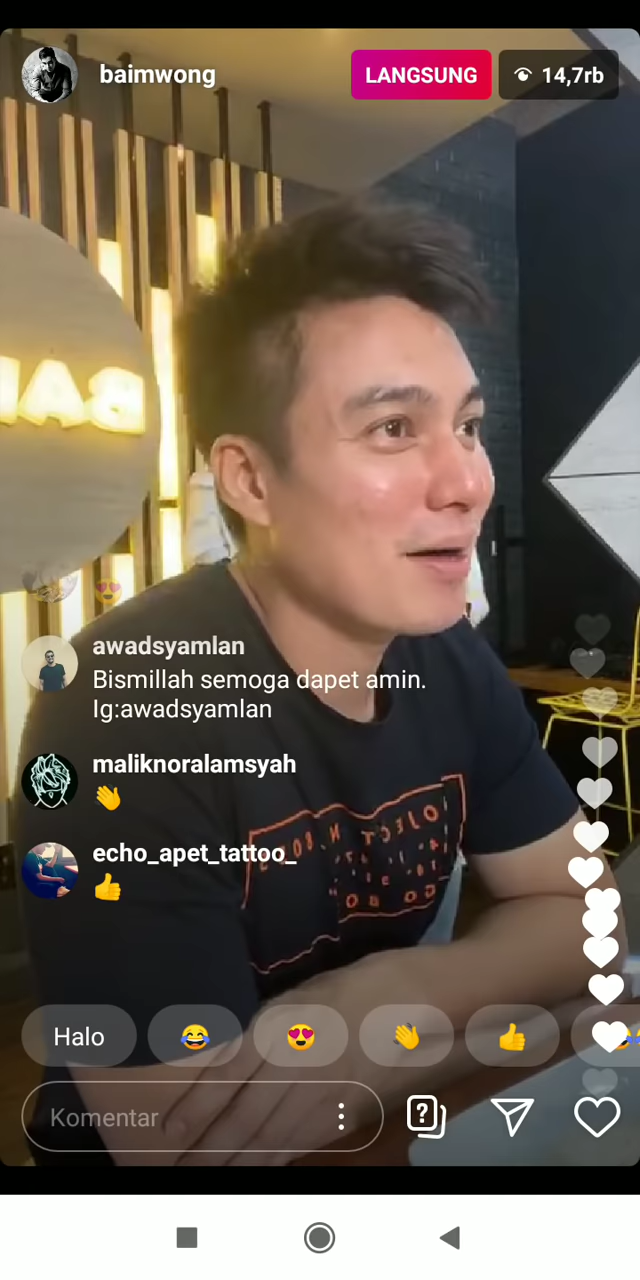 baimwong
LANGSUNG
14,7rb
awadsyamlan
Bismillah semoga dapet amin.
Ig:awadsyamlan
maliknoralamsyah
👋
echo_apet_tattoo_
👍
Halo 😂 😍 👋 👍
Komentar